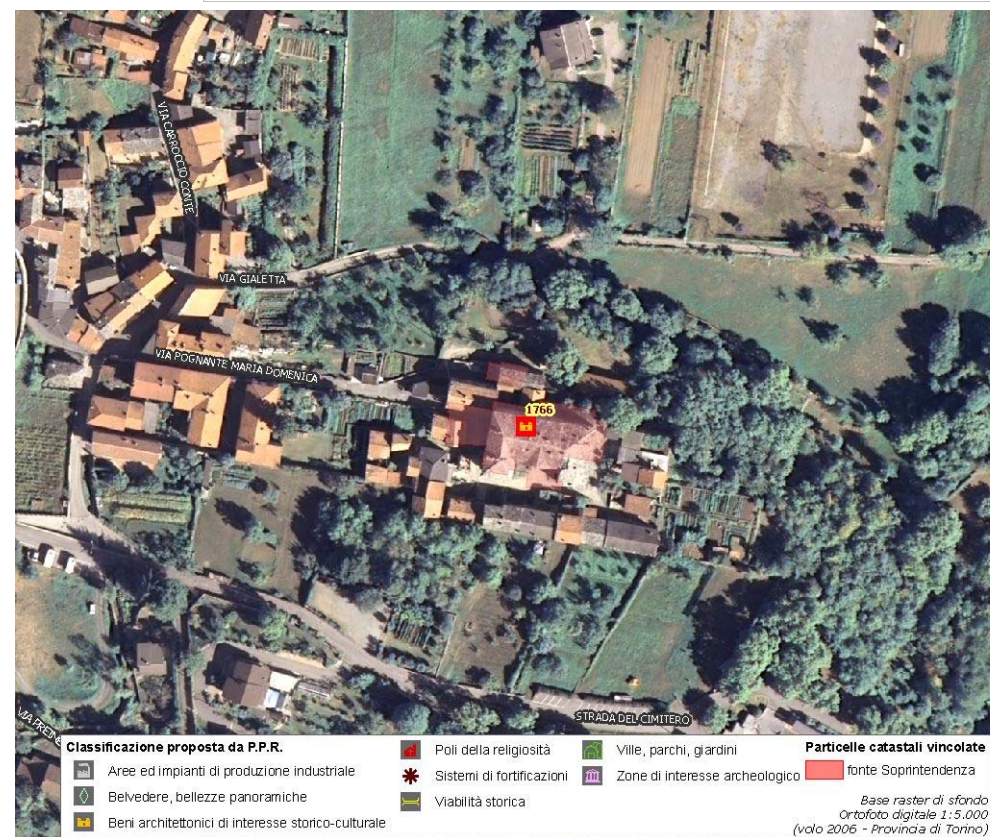 VIA CARROCCIO CONTE
VIA GIALETTA
VIA POGNANTE MARIA DOMENICA
1766
STRADA DEL CIMITERO
Classificazione proposta da P.P.R.
Aree ed impianti di produzione industriale
Belvedere, bellezze panoramiche
Beni architettonici di interesse storico-culturale
Poli della religiosità
Sistemi di fortificazioni
Viabilità storica
Ville, parchi, giardini
Zone di interesse archeologico
Particelle catastali vincolate
fonte Soprintendenza
Base raster di sfondo
Ortofoto digitale 1:5.000
(volo 2006 - Provincia di Torino)